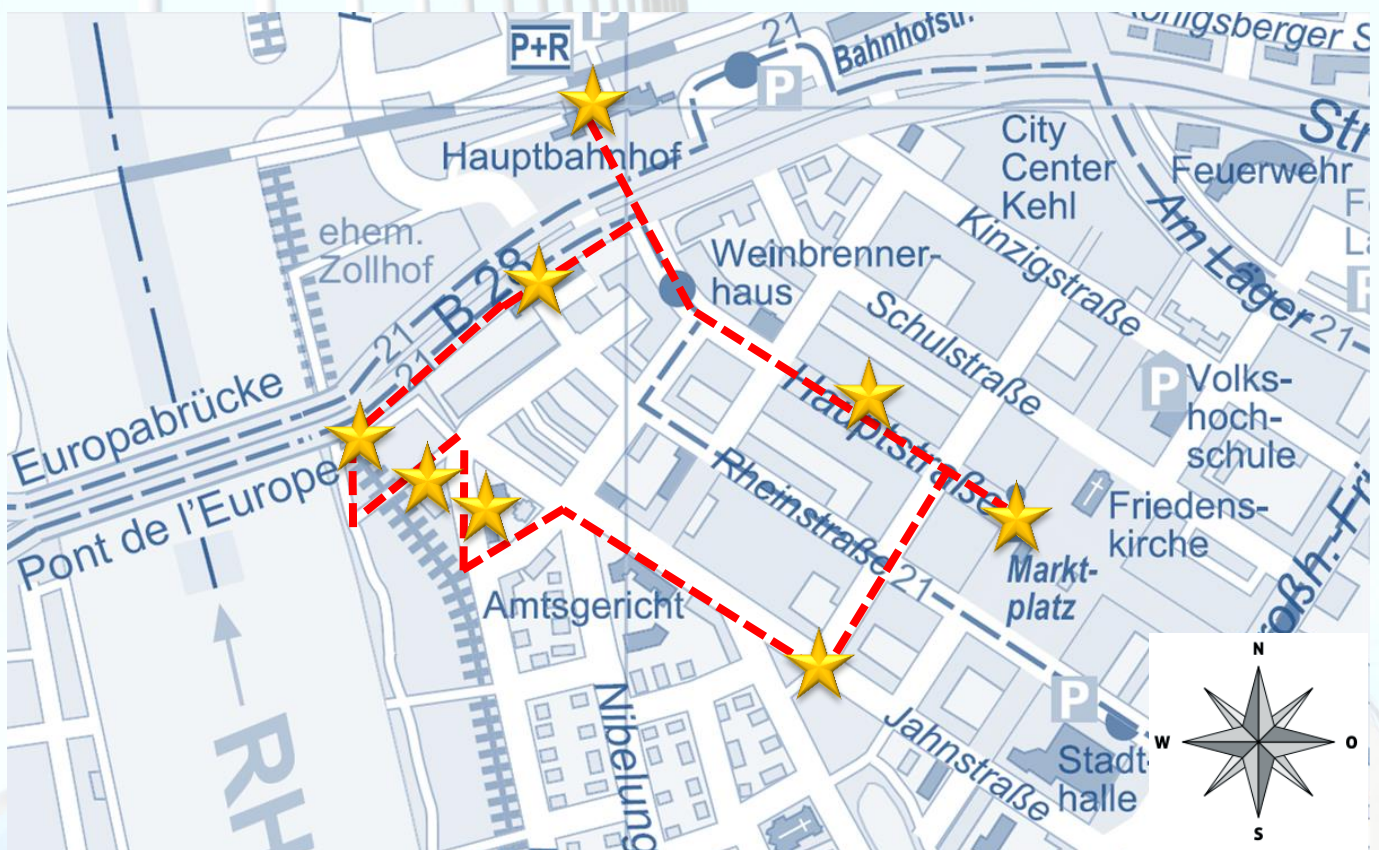 P+R
P
21
Bahnhofstr.
P
Hauptbahnhof
City
Center
Kehl
Feuerwehr
ehem.
Zollhof
Weinbrenner-
haus
Kinzigstraße
Am Läger
21
B 28
21
21
Schulstraße
P
Volks-
hoch-
schule
P
Europabrücke
Hauptstraße
Pont de l'Europe
Rheinstraße
21
Friedens-
kirche
Markt-
platz
Amtsgericht
Nibelung
Jahnstraße
P
Stadt-
halle
RH
N
W
O
S